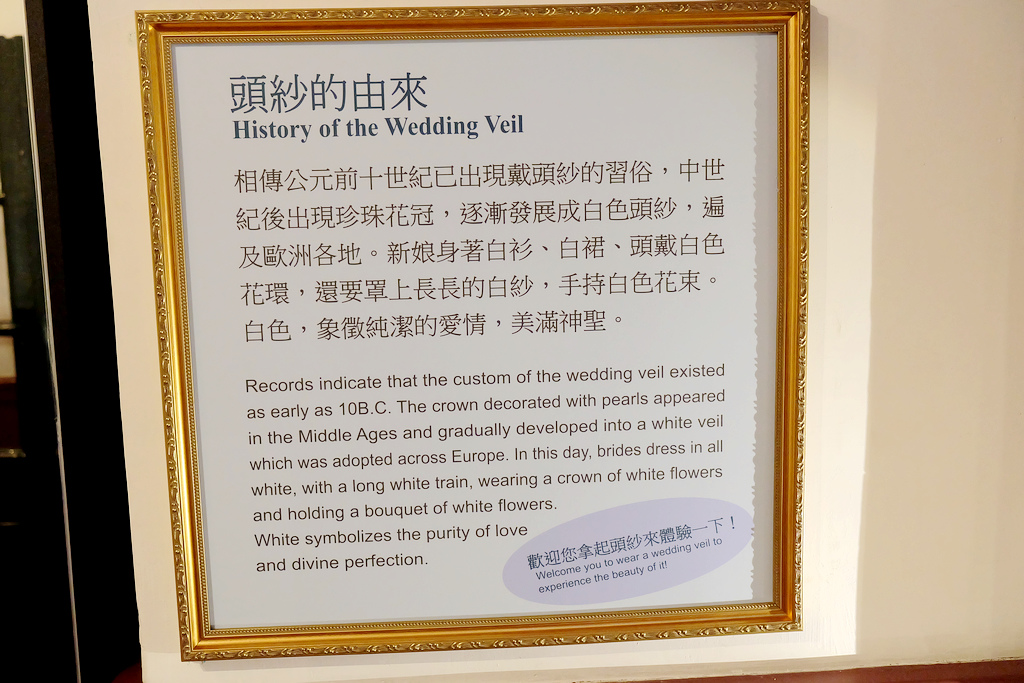 頭紗的由來
History of the Wedding Veil
相傳公元前十世紀已出現戴頭紗的習俗，中世
紀後出現珍珠花冠，逐漸發展成白色頭紗，遍
及歐洲各地。新娘身著白衫、白裙、頭戴白色
花環，還要罩上長長的白紗，手持白色花束。
白色，象徵純潔的愛情，美滿神聖。
Records indicate that the custom of the wedding veil existed
as early as 10B.C. The crown decorated with pearls appeared
in the Middle Ages and gradually developed into a white veil
which was adopted across Europe. In this day, brides dress in all
white, with a long white train, wearing a crown of white flowers
and holding a bouquet of white flowers.
White symbolizes the purity of love
and divine perfection.
歡迎您拿起頭紗來體驗一下！
Welcome you to wear a wedding veil to
experience the beauty of it!